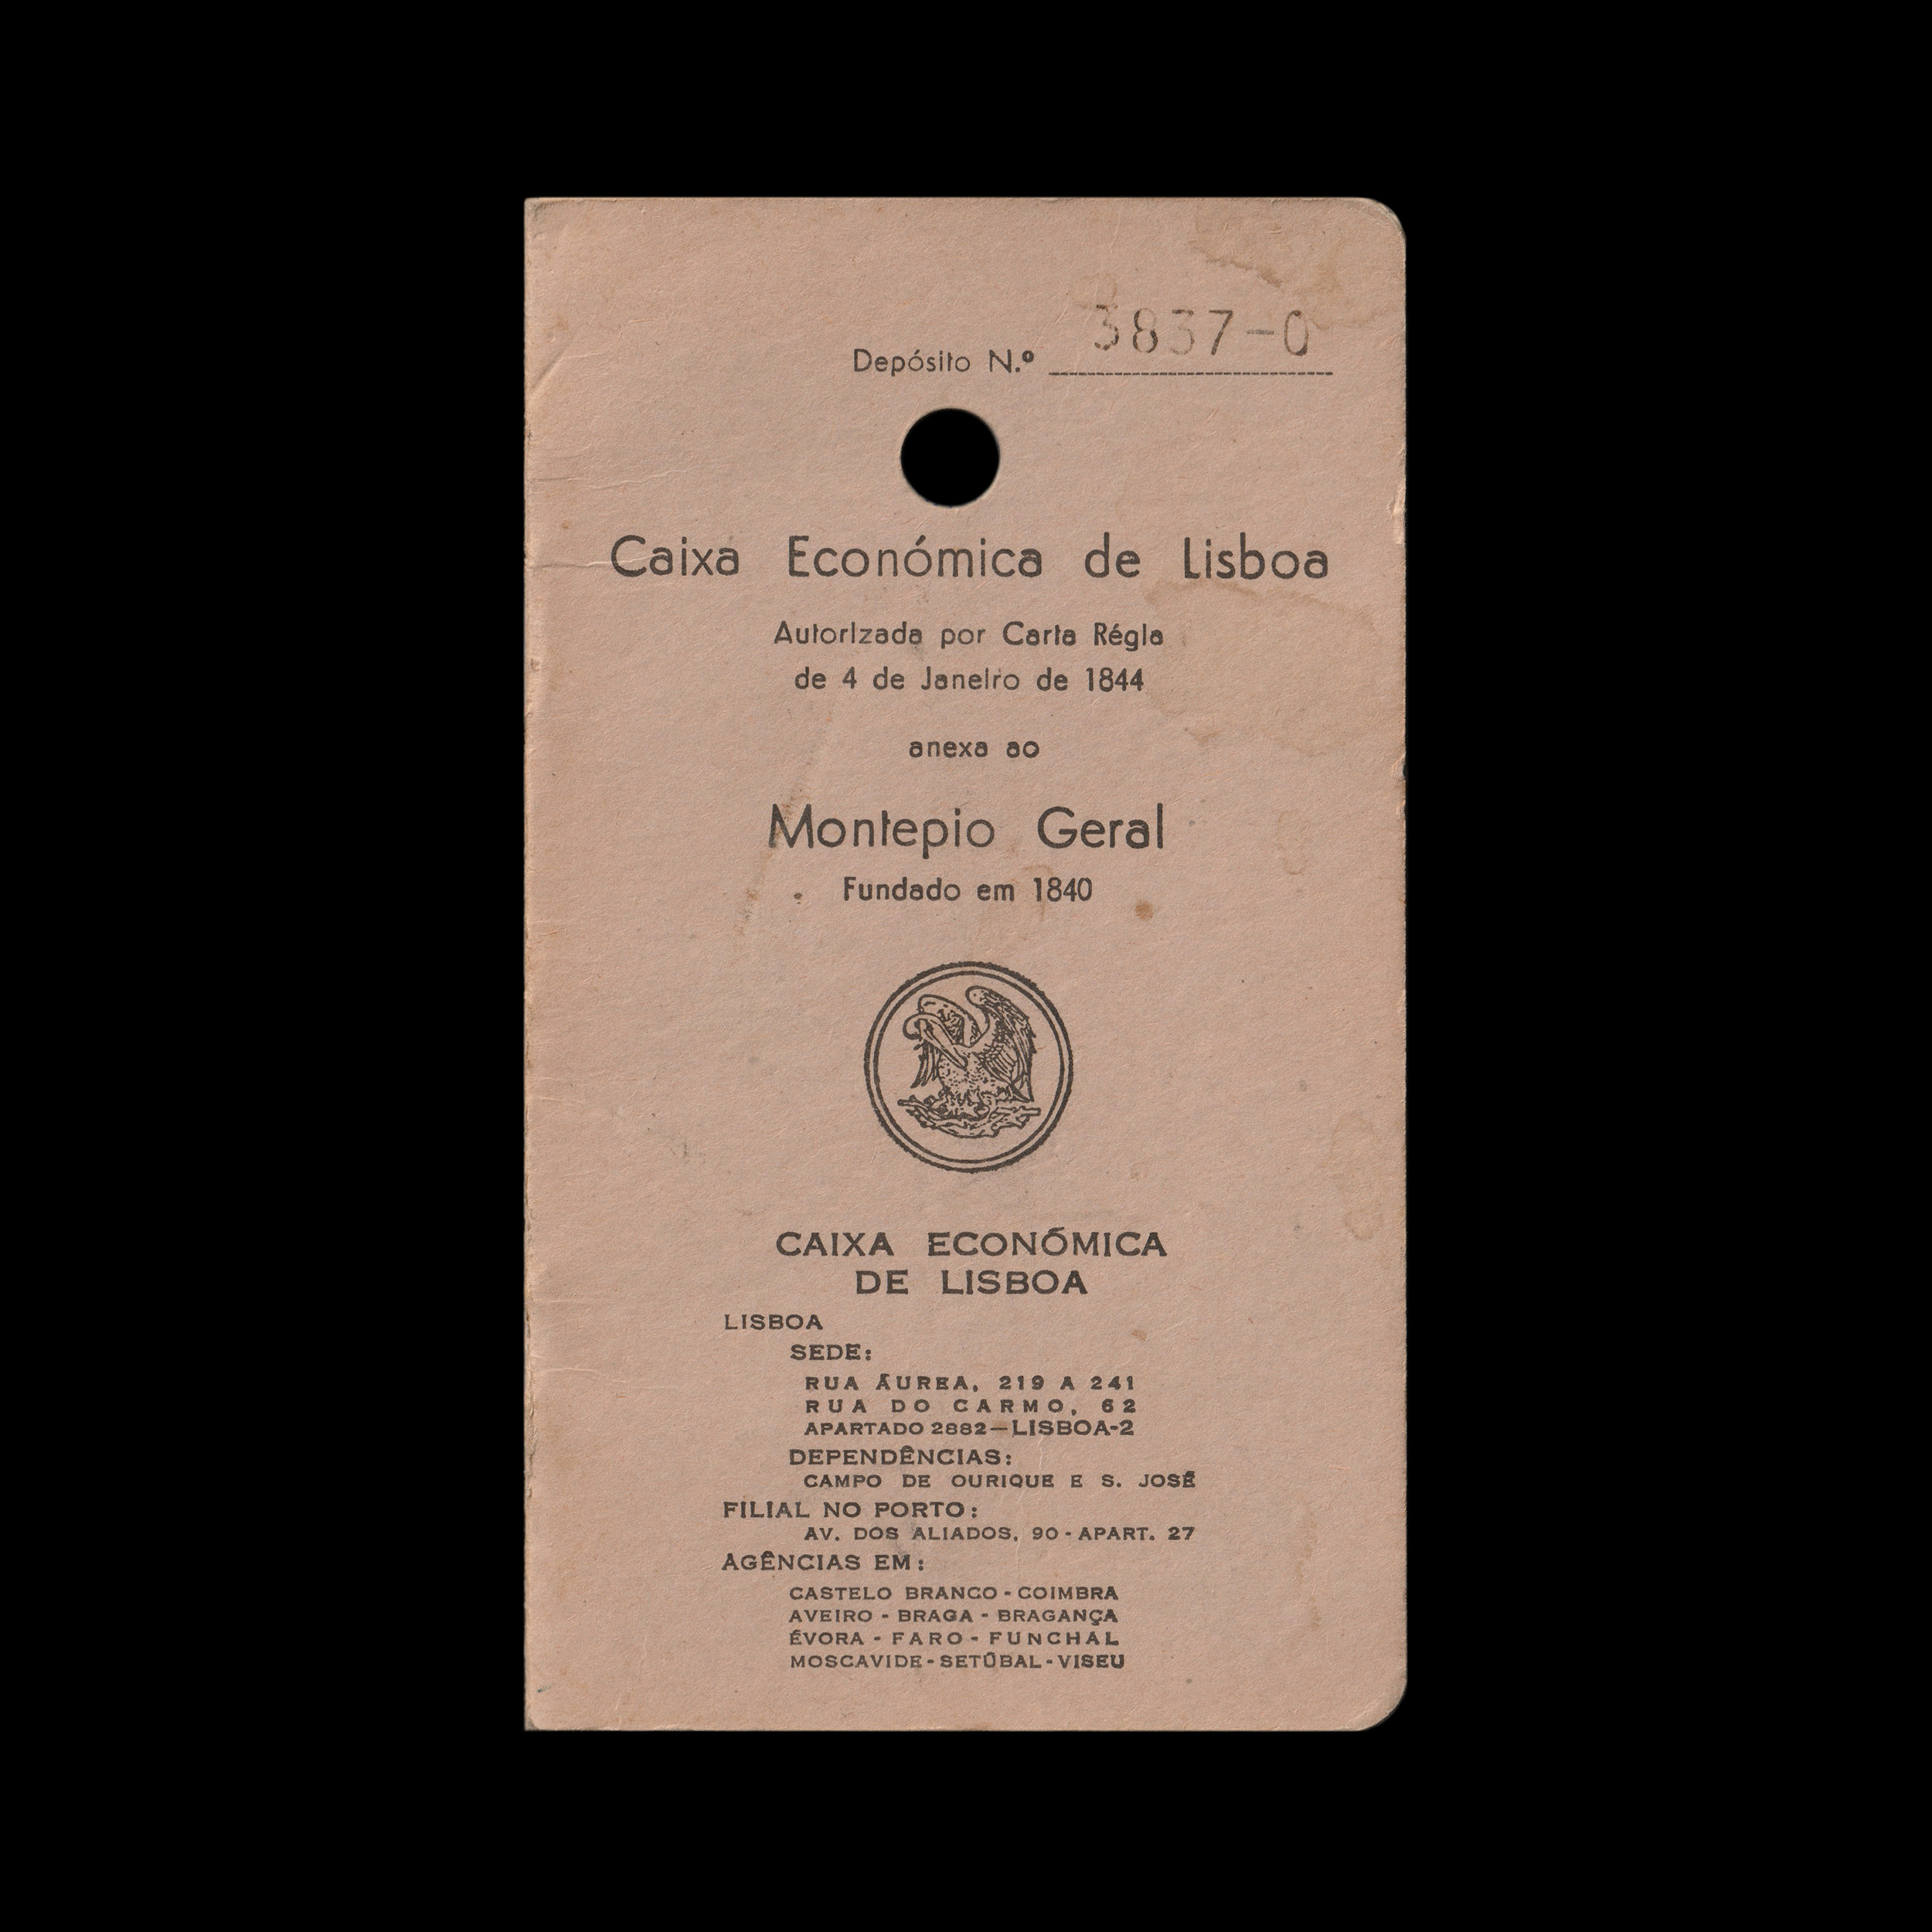 3837-0
Depósito N.º
Caixa Económica de Lisboa
Autorizada por Carta Régia
de 4 de Janeiro de 1844
anexa ao
Montepio Geral
Fundado em 1840
CAIXA ECONÓMICA
DE LISBOA
LISBOA
SEDE:
RUA ÁUREA, 219 A 241
RUA DO CARMO, 62
APARTADO 2882—LISBOA-2
DEPENDÊNCIAS:
CAMPO DE OURIQUE E S. JOSÉ
FILIAL NO PORTO:
AV. DOS ALIADOS, 90 - APART. 27
AGÊNCIAS EM:
CASTELO BRANCO - COIMBRA
AVEIRO - BRAGA - BRAGANÇA
ÉVORA - FARO - FUNCHAL
MOSCAVIDE - SETÚBAL - VISEU